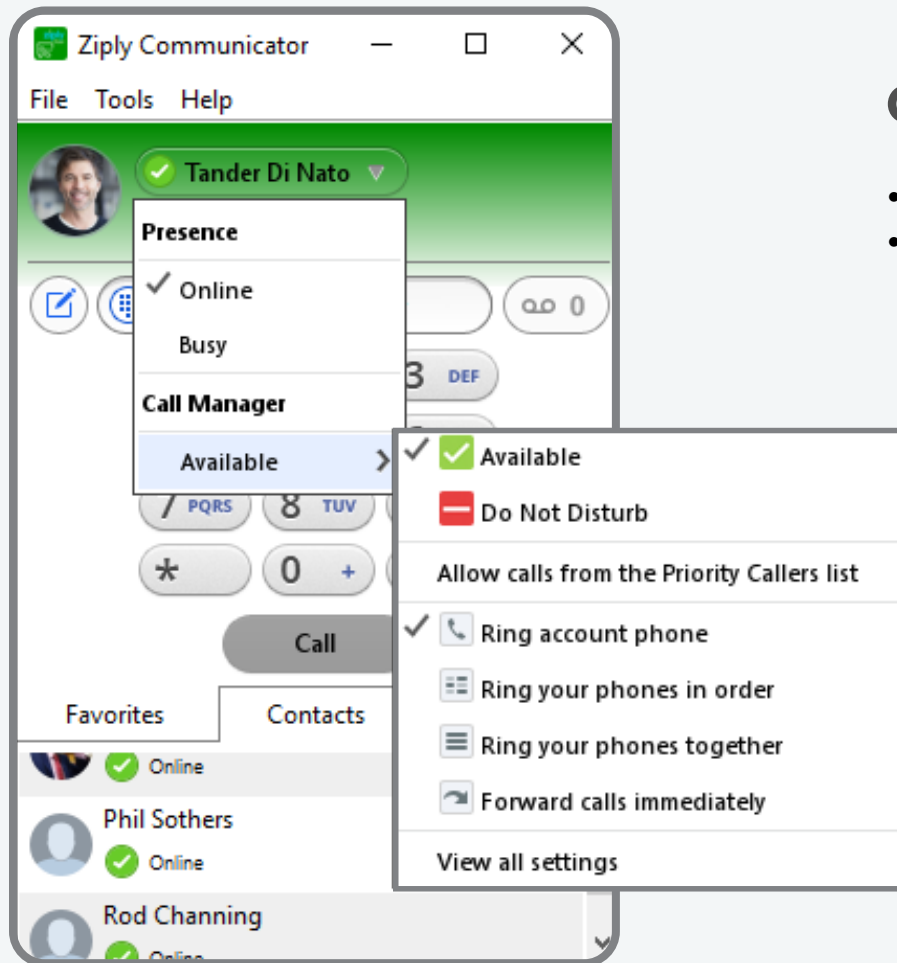 Ziply Communicator
File Tools Help
Tander Di Nato
Presence
Online
Busy
0
Call Manager
3 DEF
Available
Available
Do Not Disturb
7 PQRS 8 TUV
Allow calls from the Priority Callers list
* 0 +
Ring account phone
Call
Ring your phones in order
Favorites Contacts
Ring your phones together
Online
Forward calls immediately
Phil Sothers
Online
View all settings
Rod Channing
Online